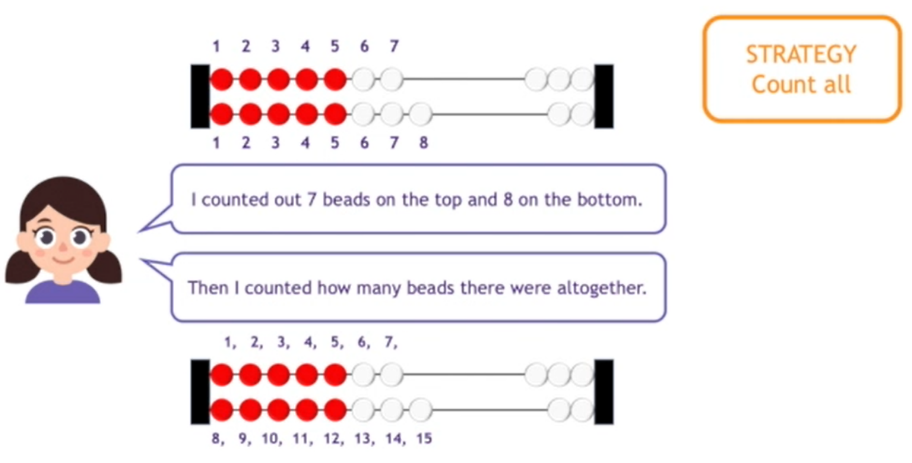 1 2 3 4 5 6 7
STRATEGY
Count all
1 2 3 4 5 6 7 8
I counted out 7 beads on the top and 8 on the bottom.
Then I counted how many beads there were altogether.
1, 2, 3, 4, 5, 6, 7,
8, 9, 10, 11, 12, 13, 14, 15